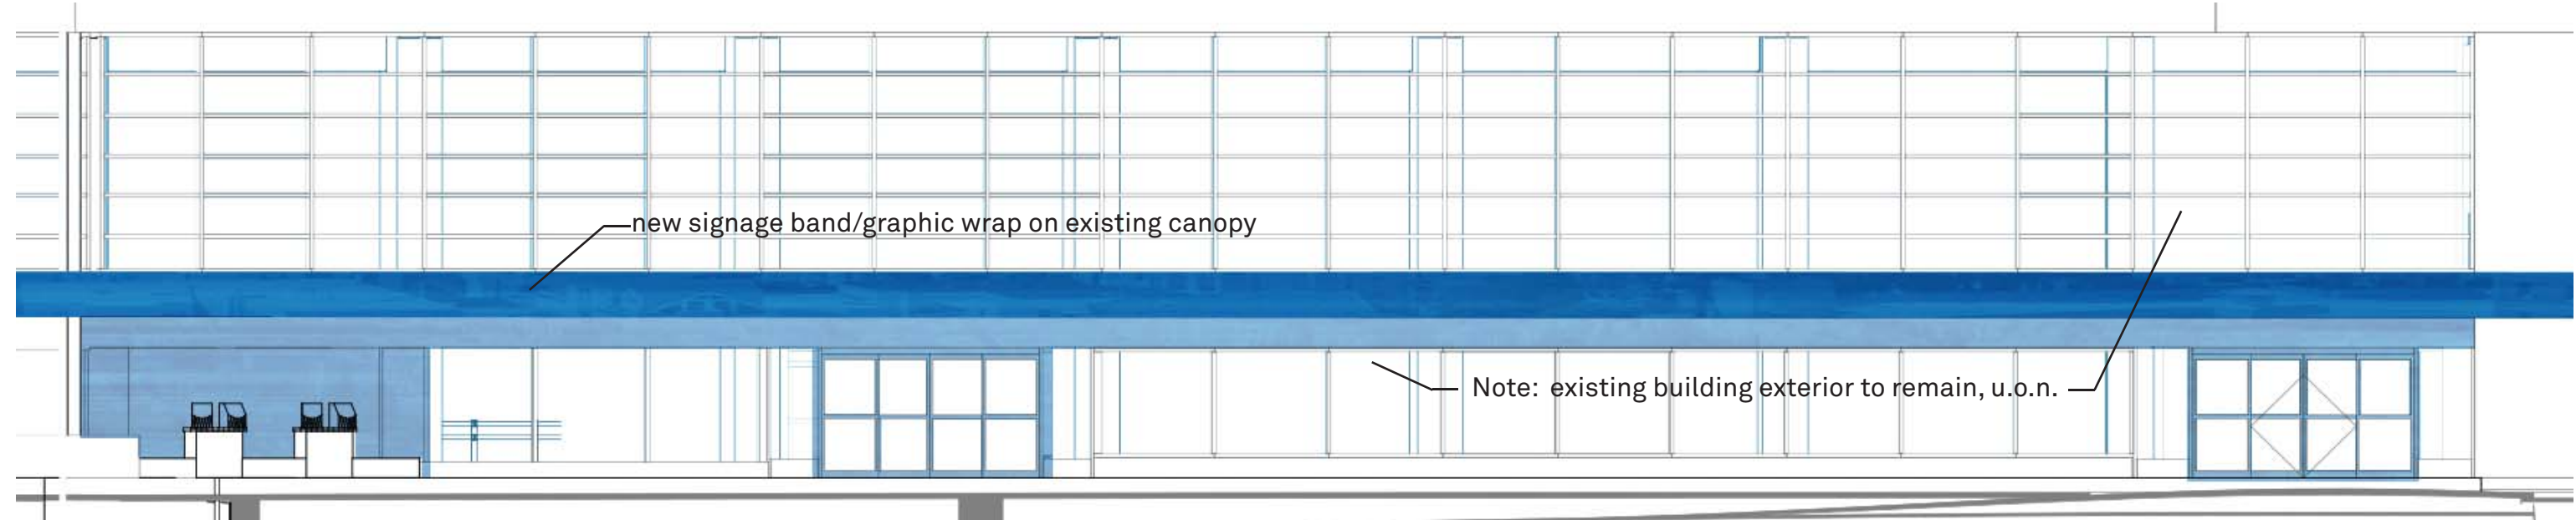 new signage band/graphic wrap on existing canopy
Note: existing building exterior to remain, u.o.n.